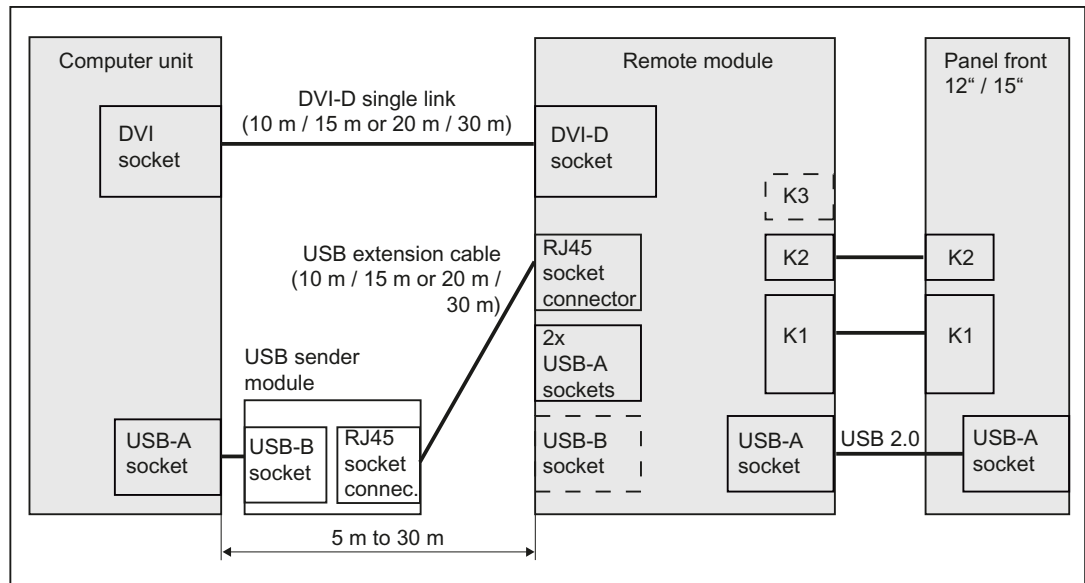 Computer unit
Remote module
Panel front
12“ / 15“
DVI-D single link
(10 m / 15 m or 20 m / 30 m)
DVI
socket
DVI-D
socket
K3
USB extension cable
(10 m / 15 m or 20 m /
30 m)
RJ45
socket
connector
K2
K2
2x
USB-A
sockets
K1
K1
USB sender
module
USB-A
socket
USB-B
socket
RJ45
socket
connec.
USB-B
socket
USB-A
socket
USB 2.0
USB-A
socket
5 m to 30 m